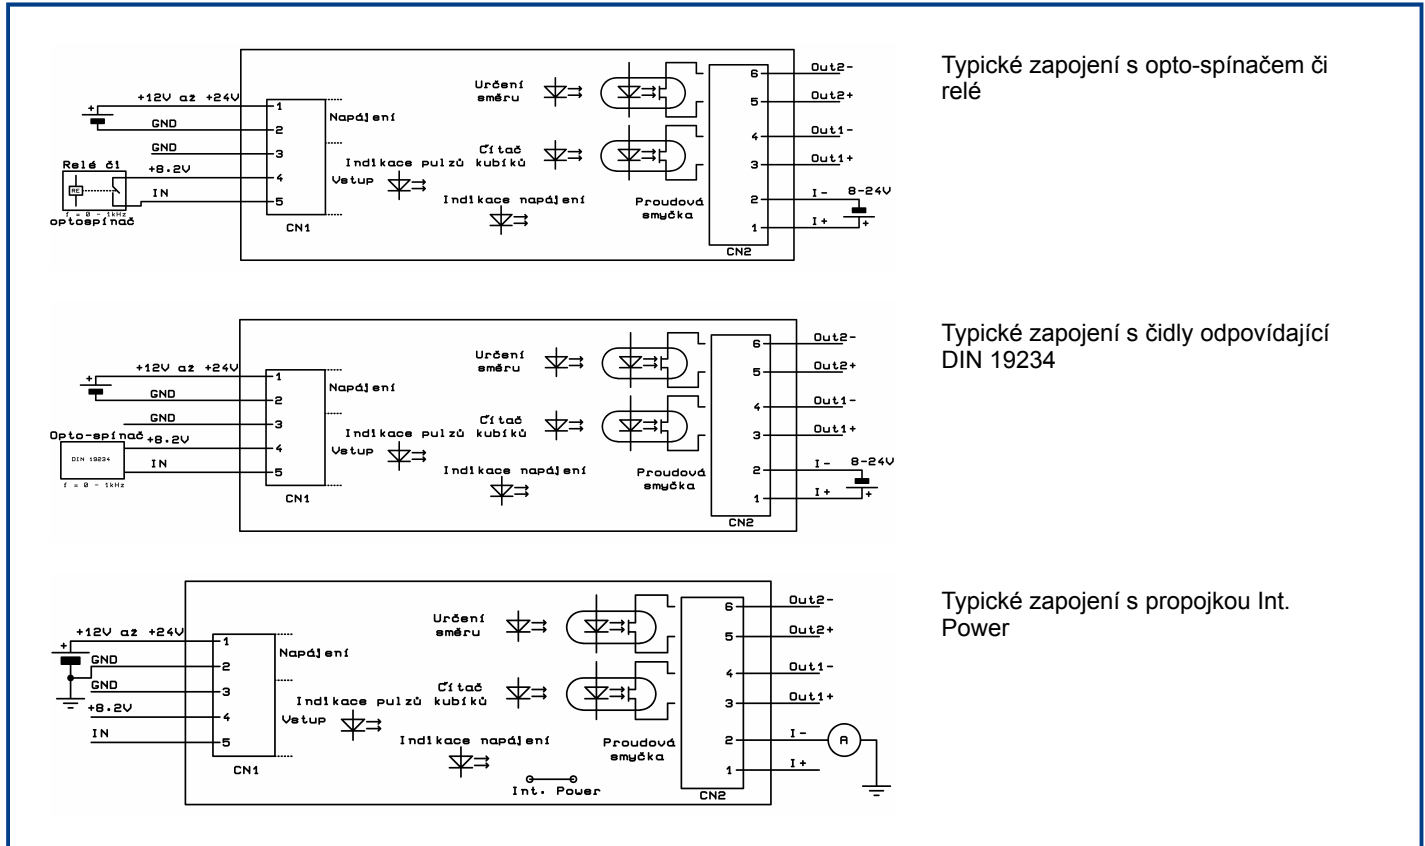 Typické zapojení s opto-spínačem či
relé
Out2-
6
Určení
směru
Out2+
5
+12V až +24V
+
1
Napájení
GND
2
Out1-
4
GND
3
Čítač
Indikace pulzů kubíků
Out1+
3
Relé či
+8.2V
4
Vstup
RE
IN
5
Indikace napájení
Proudová
smyčka
I-
8-24V
2
f = 0 - 1kHz
optospínač
I+
+
1
CN1
CN2
Typické zapojení s čidly odpovídající
DIN 19234
Out2-
6
Určení
směru
Out2+
5
+12V až +24V
+
1
Napájení
GND
2
Out1-
4
GND
3
Čítač
Indikace pulzů kubíků
Out1+
3
Opto-spínač
+8.2V
4
Vstup
DIN 19234
IN
5
Indikace napájení
Proudová
smyčka
I-
8-24V
2
f = 0 - 1kHz
I+
+
1
CN1
CN2
Typické zapojení s propojkou Int.
Power
Out2-
6
Určení
směru
Out2+
5
+12V až +24V
+
1
Napájení
GND
2
Out1-
4
GND
3
Čítač
Indikace pulzů kubíků
Out1+
3
+8.2V
4
Vstup
IN
5
Indikace napájení
Proudová
smyčka
I-
A
2
I+
1
CN1
Int. Power
CN2